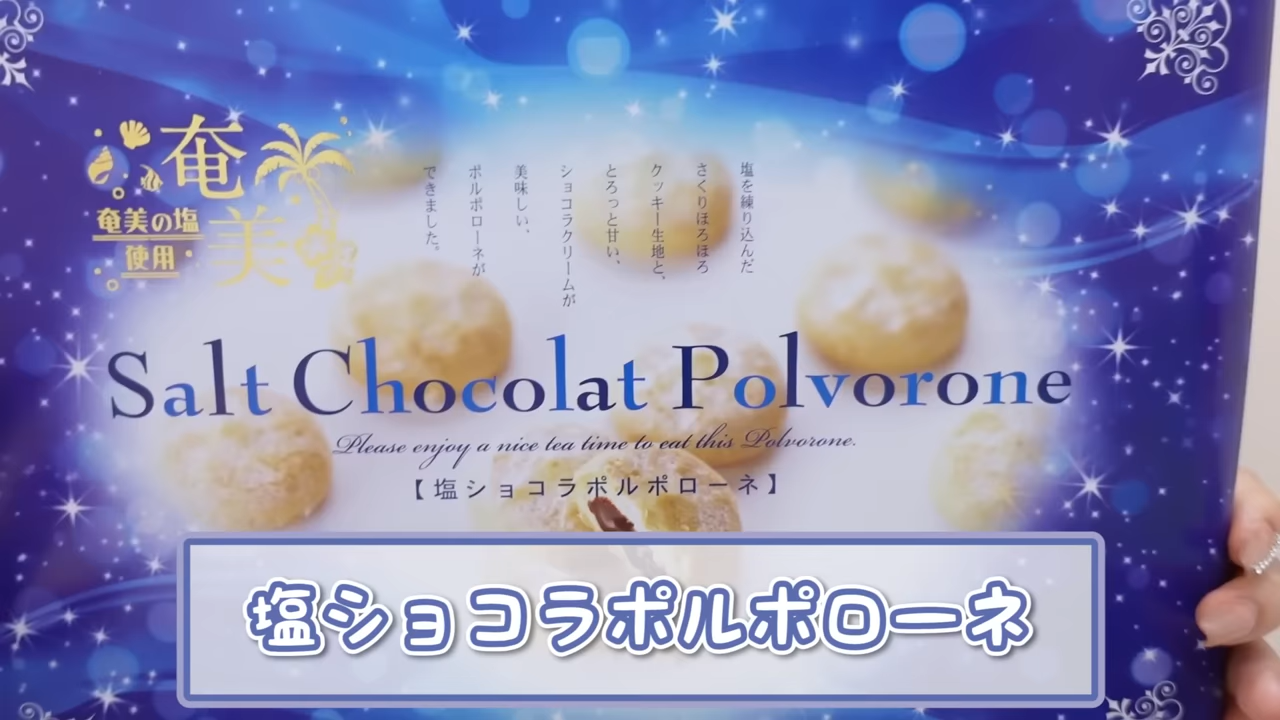 奄美
奄美の塩
使用
塩を練り込んだ
さくりほろほろ
クッキー生地と、
とろっと甘い、
ショコラクリームが
美味しい、
ポルポローネが
できました。
Salt Chocolat Polvorone
Please enjoy a nice tea time to eat this Polvorone.
【塩ショコラポルポローネ】
塩ショコラポルポローネ